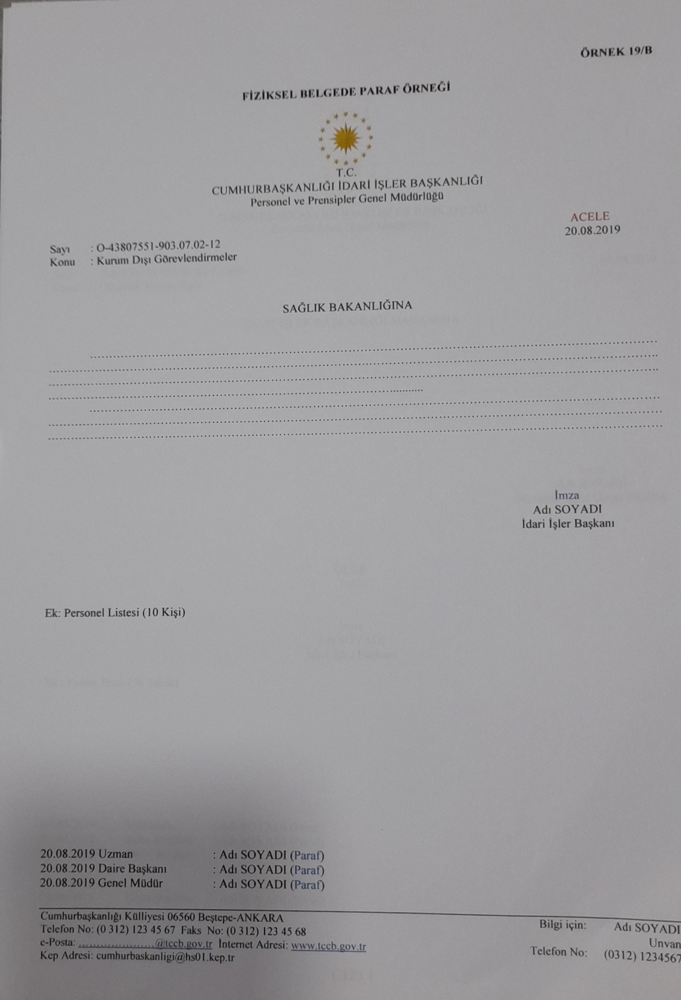 ÖRNEK 19/B
FİZİKSEL BELGEDE PARAF ÖRNEĞİ
T.C.
CUMHURBAŞKANLIĞI İDARİ İŞLER BAŞKANLIĞI
Personel ve Prensipler Genel Müdürlüğü
ACELE
20.08.2019
Sayı : O-43807551-903.07.02-12
Konu : Kurum Dışı Görevlendirmeler
SAĞLIK BAKANLIĞINA
İmza
Adı SOYADI
İdari İşler Başkanı
Ek: Personel Listesi (10 Kişi)
20.08.2019 Uzman : Adı SOYADI (Paraf)
20.08.2019 Daire Başkanı : Adı SOYADI (Paraf)
20.08.2019 Genel Müdür : Adı SOYADI (Paraf)
Cumhurbaşkanlığı Külliyesi 06560 Beştepe-ANKARA
Telefon No: (0 312) 123 45 67 Faks No: (0 312) 123 45 68
e-Posta: ......................@tccb.gov.tr İnternet Adresi: www.tccb.gov.tr
Kep Adresi: cumhurbaskanligi@hs01.kep.tr
Bilgi için: Adı SOYADI
Unvan
Telefon No: (0312) 1234567